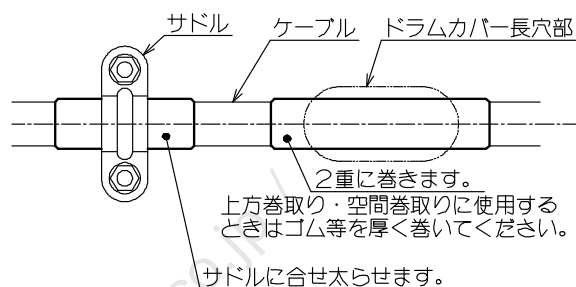 サドル
ケーブル
ドラムカバー長穴部
2重に巻きます。
上方巻取り・空間巻取りに使用する
ときはゴム等を厚く巻いてください。
サドルに合せ太らせます。
co.jp/